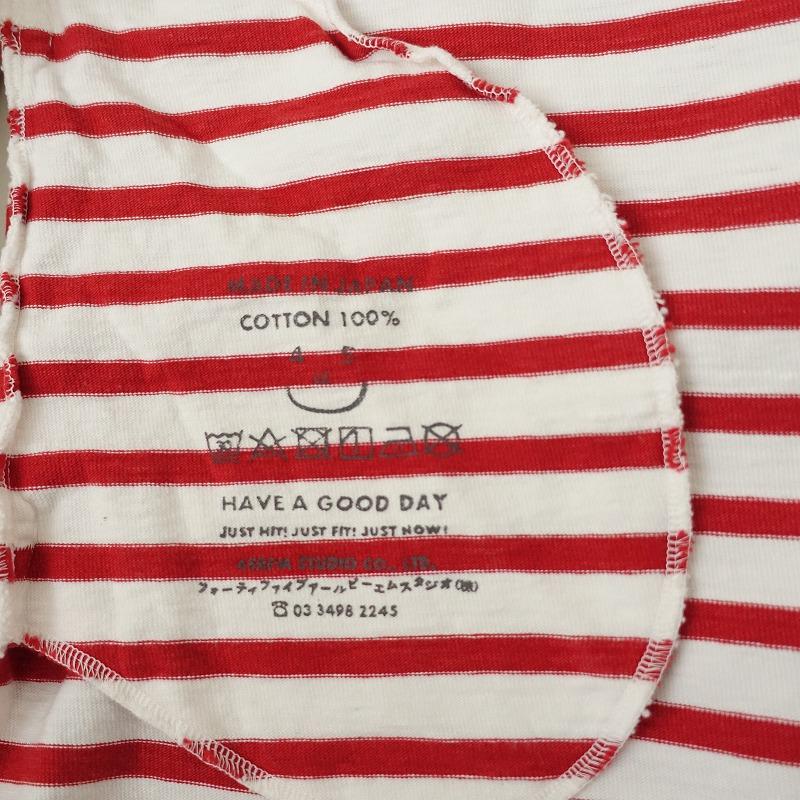 MADE IN JAPAN
COTTON 100%
4 5
30
HAVE A GOOD DAY
JUST HIT! JUST FIT! JUST NOW!
45RPM STUDIO CO., LTD.
フォーティファイブアールピーエムスタジオ(株)
☎ 03 3498 2245